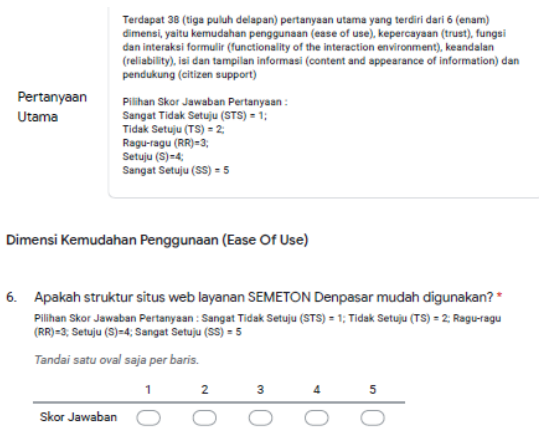 Terdapat 38 (tiga puluh delapan) pertanyaan utama yang terdiri dari 6 (enam)
dimensi, yaitu kemudahan penggunaan (ease of use), kepercayaan (trust), fungsi
dan interaksi formulir (functionality of the interaction environment), keandalan
(reliability), isi dan tampilan informasi (content and appearance of information) dan
pendukung (citizen support)
Pertanyaan
Utama
Pilihan Skor Jawaban Pertanyaan :
Sangat Tidak Setuju (STS) = 1;
Tidak Setuju (TS) = 2;
Ragu-ragu (RR)=3;
Setuju (S)=4;
Sangat Setuju (SS) = 5
Dimensi Kemudahan Penggunaan (Ease Of Use)
6. Apakah struktur situs web layanan SEMETON Denpasar mudah digunakan? *
Pilihan Skor Jawaban Pertanyaan : Sangat Tidak Setuju (STS) = 1; Tidak Setuju (TS) = 2; Ragu-ragu
(RR)=3; Setuju (S)=4; Sangat Setuju (SS) = 5
Tandai satu oval saja per baris.
1 2 3 4 5
Skor Jawaban